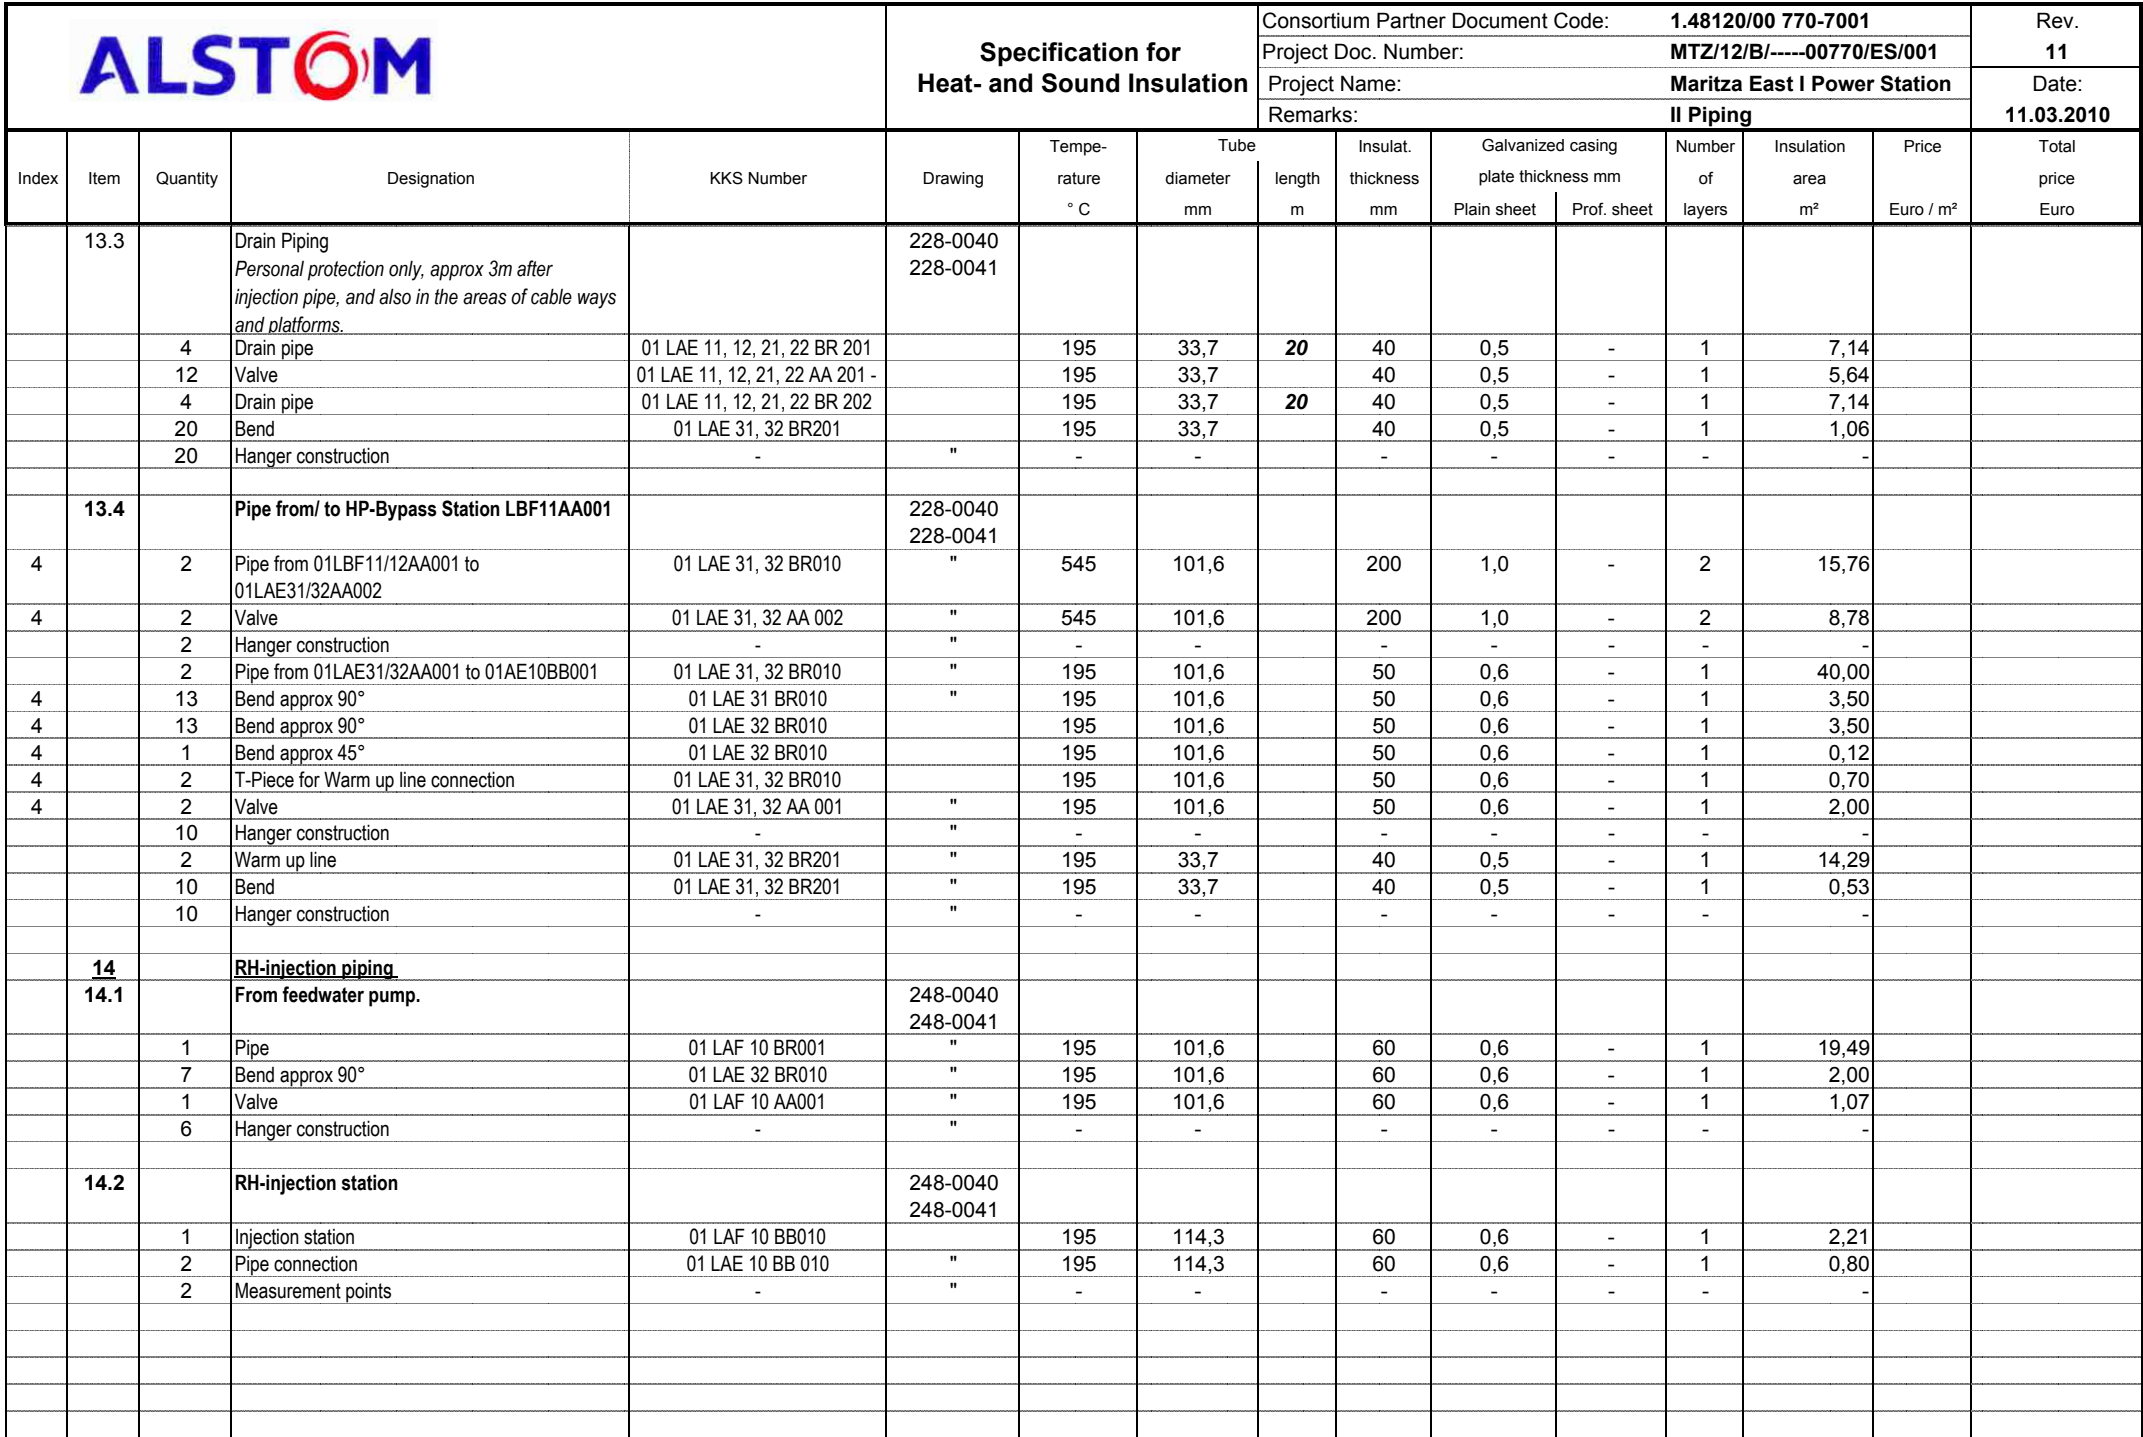 ALSTOM
Specification for
Heat- and Sound Insulation
Consortium Partner Document Code: 1.48120/00 770-7001
Project Doc. Number: MTZ/12/B/-----00770/ES/001
Project Name: Maritza East I Power Station
Remarks: II Piping
Rev.
11
Date:
11.03.2010
Index Item Quantity Designation KKS Number Drawing Tempe-rature ° C Tube diameter mm length m Insulat. thickness mm Galvanized casing plate thickness mm Plain sheet Prof. sheet Number of layers Insulation area m² Price Euro / m² Total price Euro
13.3 Drain Piping 228-0040
Personal protection only, approx 3m after 228-0041
injection pipe, and also in the areas of cable ways
and platforms.
4 Drain pipe 01 LAE 11, 12, 21, 22 BR 201 195 33,7 20 40 0,5 - 1 7,14
12 Valve 01 LAE 11, 12, 21, 22 AA 201 - 195 33,7 40 0,5 - 1 5,64
4 Drain pipe 01 LAE 11, 12, 21, 22 BR 202 195 33,7 20 40 0,5 - 1 7,14
20 Bend 01 LAE 31, 32 BR201 195 33,7 40 0,5 - 1 1,06
20 Hanger construction - " - - - - - - -
13.4 Pipe from/ to HP-Bypass Station LBF11AA001 228-0040
228-0041
4 2 Pipe from 01LBF11/12AA001 to 01 LAE 31, 32 BR010 " 545 101,6 200 1,0 - 2 15,76
01LAE31/32AA002
4 2 Valve 01 LAE 31, 32 AA 002 " 545 101,6 200 1,0 - 2 8,78
2 Hanger construction - " - - - - - - -
2 Pipe from 01LAE31/32AA001 to 01AE10BB001 01 LAE 31, 32 BR010 " 195 101,6 50 0,6 - 1 40,00
4 13 Bend approx 90° 01 LAE 31 BR010 " 195 101,6 50 0,6 - 1 3,50
4 13 Bend approx 90° 01 LAE 32 BR010 195 101,6 50 0,6 - 1 3,50
4 1 Bend approx 45° 01 LAE 32 BR010 195 101,6 50 0,6 - 1 0,12
4 2 T-Piece for Warm up line connection 01 LAE 31, 32 BR010 195 101,6 50 0,6 - 1 0,70
4 2 Valve 01 LAE 31, 32 AA 001 " 195 101,6 50 0,6 - 1 2,00
10 Hanger construction - " - - - - - - -
2 Warm up line 01 LAE 31, 32 BR201 " 195 33,7 40 0,5 - 1 14,29
10 Bend 01 LAE 31, 32 BR201 " 195 33,7 40 0,5 - 1 0,53
10 Hanger construction - " - - - - - - -
14 RH-injection piping
14.1 From feedwater pump. 248-0040
248-0041
1 Pipe 01 LAF 10 BR001 " 195 101,6 60 0,6 - 1 19,49
7 Bend approx 90° 01 LAE 32 BR010 " 195 101,6 60 0,6 - 1 2,00
1 Valve 01 LAF 10 AA001 " 195 101,6 60 0,6 - 1 1,07
6 Hanger construction - " - - - - - - -
14.2 RH-injection station 248-0040
248-0041
1 Injection station 01 LAF 10 BB010 195 114,3 60 0,6 - 1 2,21
2 Pipe connection 01 LAE 10 BB 010 " 195 114,3 60 0,6 - 1 0,80
2 Measurement points - " - - - - - - -